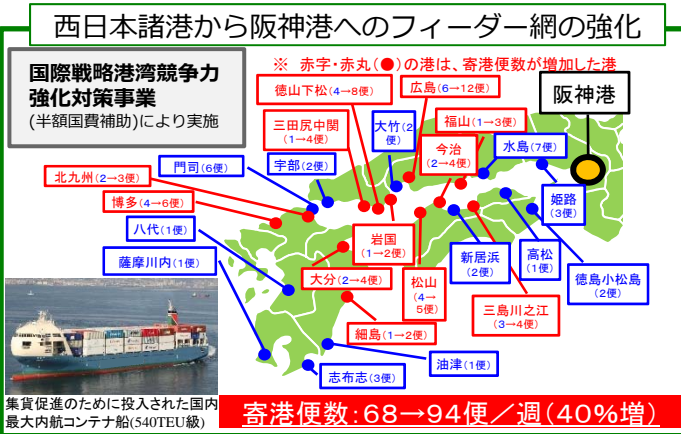 西日本諸港から阪神港へのフィーダー網の強化
国際戦略港湾競争力
強化対策事業
(半額国費補助)により実施
※ 赤字・赤丸(●)の港は、寄港便数が増加した港
徳山下松(4→8便)
広島(6→12便)
阪神港
三田尻中関
(1→4便)
大竹(2
便)
福山(1→3便)
今治
(2→4便)
水島(7便)
門司(6便)
宇部(2便)
北九州(2→3便)
博多(4→6便)
姫路
(3便)
八代(1便)
岩国
(1→2便)
新居浜
(2便)
高松
(1便)
徳島小松島
(2便)
薩摩川内(1便)
大分(2→4便)
松山
(4→
5便)
三島川之江
(3→4便)
細島(1→2便)
油津(1便)
志布志(3便)
集貨促進のために投入された国内
最大内航コンテナ船(540TEU級)
寄港便数:68→94便/週(40%増)